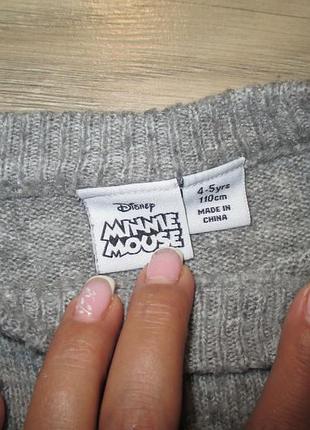 Disney
MINNIE
MOUSE
4-5yrs
110cm
MADE IN
CHINA